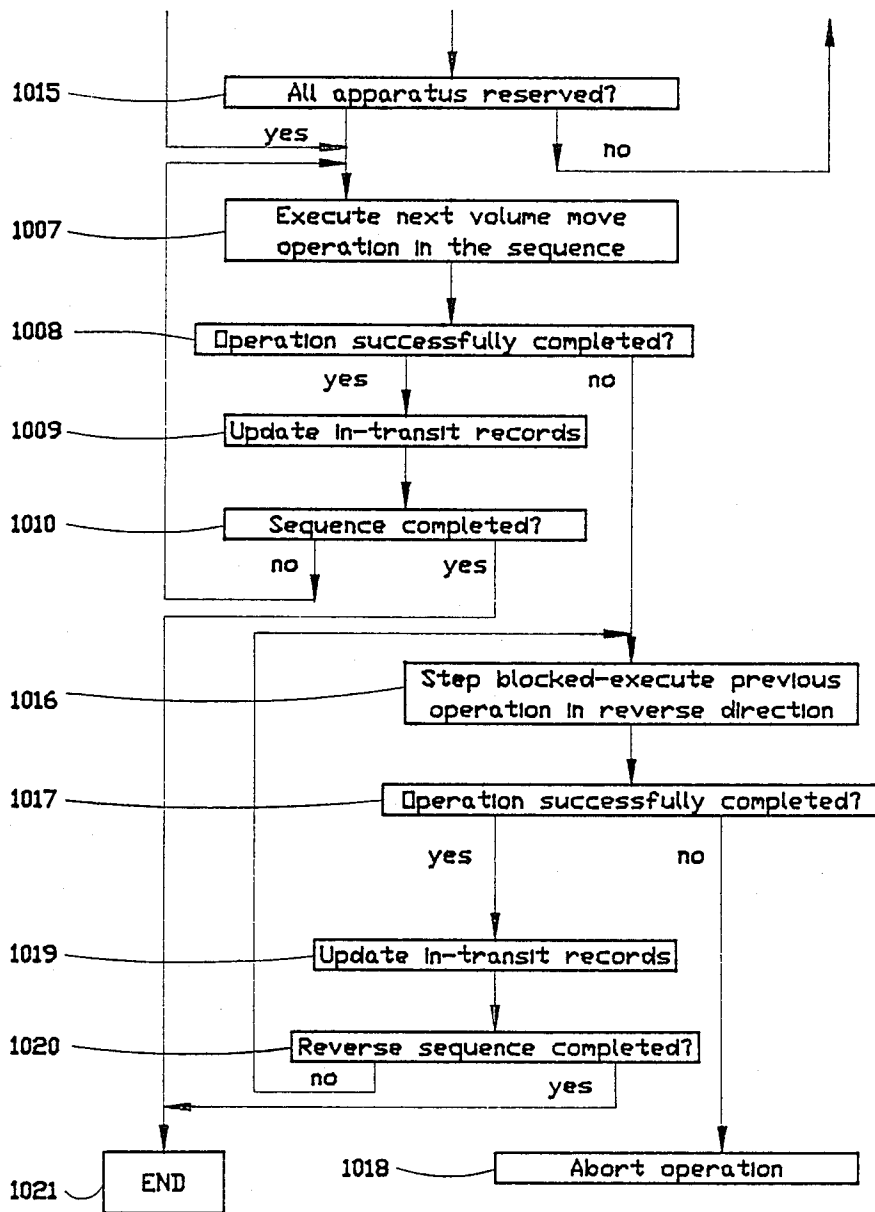 1015
All apparatus reserved?
yes
no
1007
Execute next volume move
operation in the sequence
1008
Operation successfully completed?
yes
no
1009
Update in-transit records
1010
Sequence completed?
no
yes
1016
Step blocked-execute previous
operation in reverse direction
1017
Operation successfully completed?
yes
no
1019
Update in-transit records
1020
Reverse sequence completed?
no
yes
1021
END
1018
Abort operation